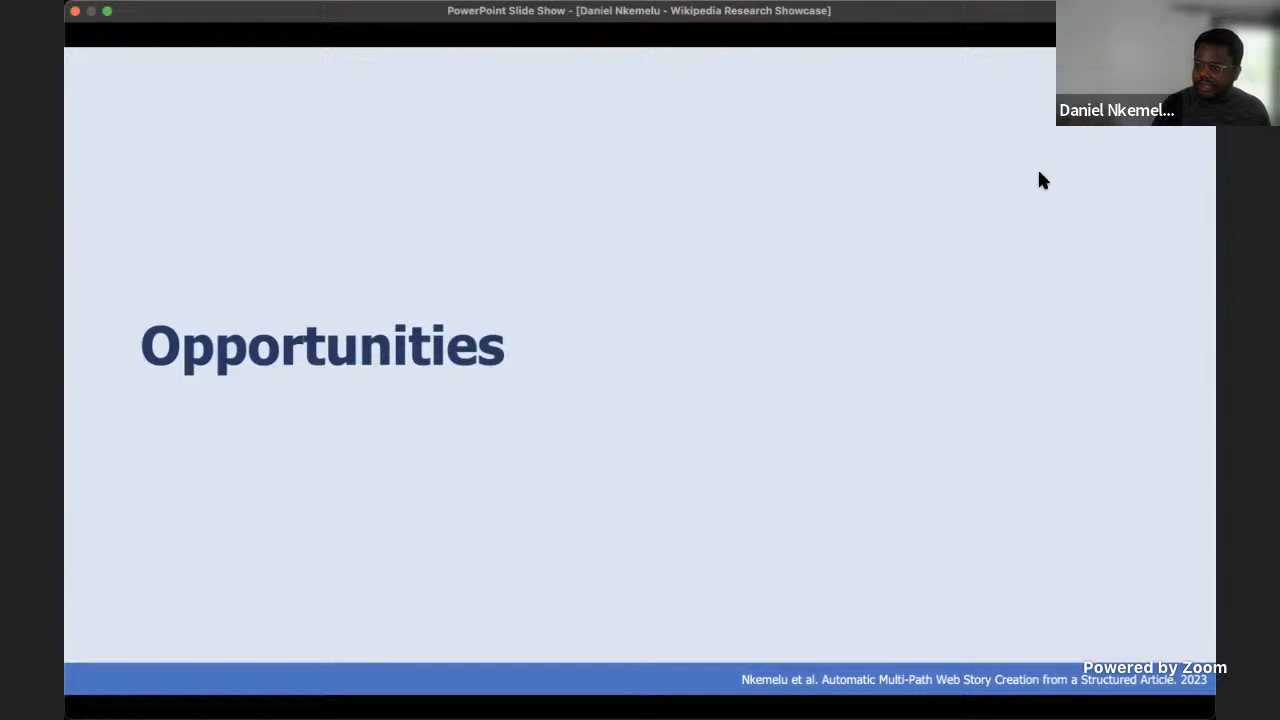 PowerPoint Slide Show - [Daniel Nkemelu - Wikipedia Research Showcase]
Daniel Nkemel...
Opportunities
Powered by Zoom
Nkemelu et al. Automatic Multi-Path Web Story Creation from a Structured Article. 2023